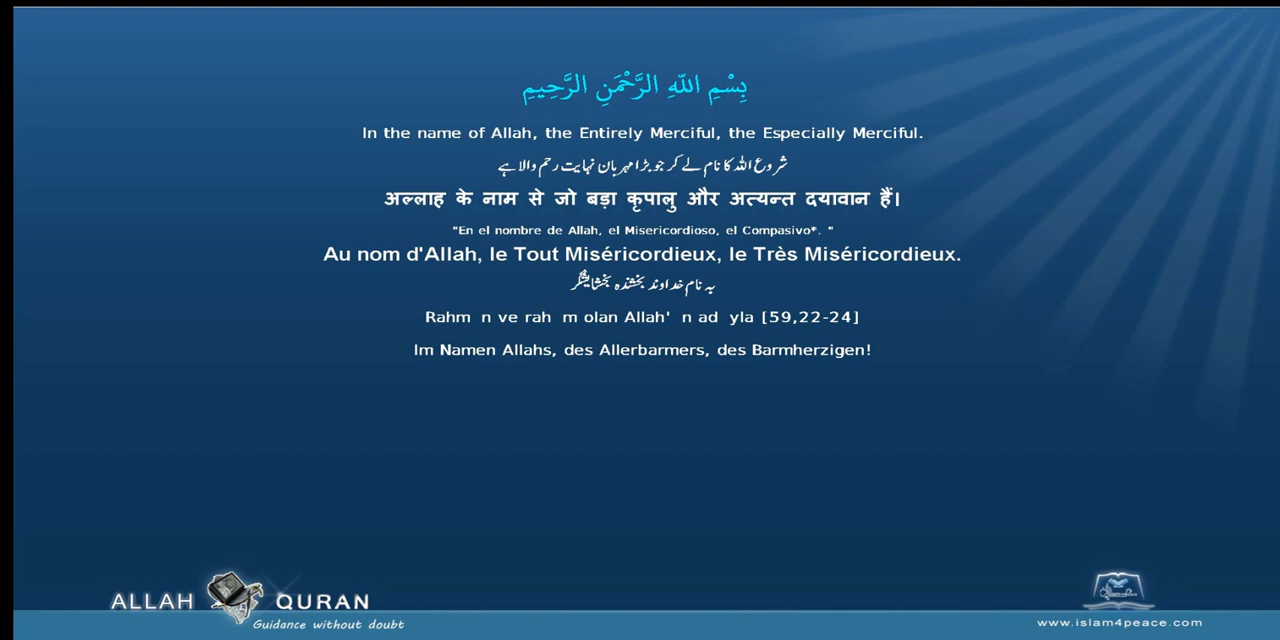 بِسْمِ اللَّهِ الرَّحْمَنِ الرَّحِيمِ
In the name of Allah, the Entirely Merciful, the Especially Merciful.
شروع اللہ کا نام لے کر جو بڑا مہربان نہایت رحم والا ہے
अल्लाह के नाम से जो बड़ा कृपालु और अत्यन्त दयावान हैं।
"En el nombre de Allah, el Misericordioso, el Compasivo*. "
Au nom d'Allah, le Tout Miséricordieux, le Très Miséricordieux.
به نام خداوند بخشنده بخشایشگر
Rahm n ve rah m olan Allah' n ad yla [59,22-24]
Im Namen Allahs, des Allerbarmers, des Barmherzigen!
ALLAH QURAN
Guidance without doubt
www.islam4peace.com